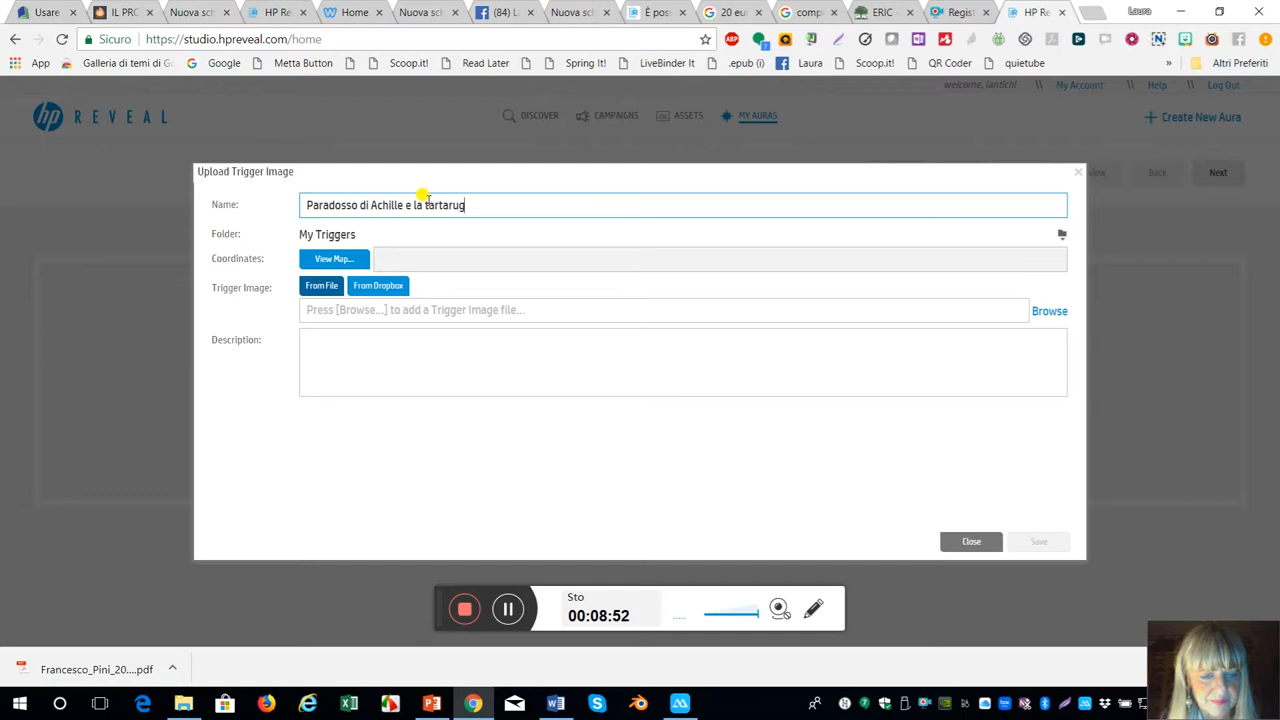 Usare
IL PRO
Nuova sch
HP Re
Home
Nuova sch
(84) L
Nuova sch
È pos
20 eur
comp
ERIC -
Regist
HP Re
Laura
Sicuro
https://studio.hpreveal.com/home
App
Galleria di temi di Go
Google
Metta Button
Scoop.it!
Read Later
Spring It!
LiveBinder It
.epub (i)
Laura
Scoop.it!
QR Coder
quietube
»
Altri Preferiti
welcome, lantichi
\\ My Account
\\ Help
\\ Log Out
hp REVEAL
DISCOVER
CAMPAIGNS
ASSETS
MY AURAS
+ Create New Aura
Upload Trigger Image
view
Back
Next
Name:
Paradosso di Achille e la tartarug
Folder:
My Triggers
Coordinates:
View Map...
Trigger Image:
From File
From Dropbox
Press [Browse...] to add a Trigger Image file...
Browse
Description:
Close
Save
Sto
00:08:52
Francesco_Pini_20....pdf